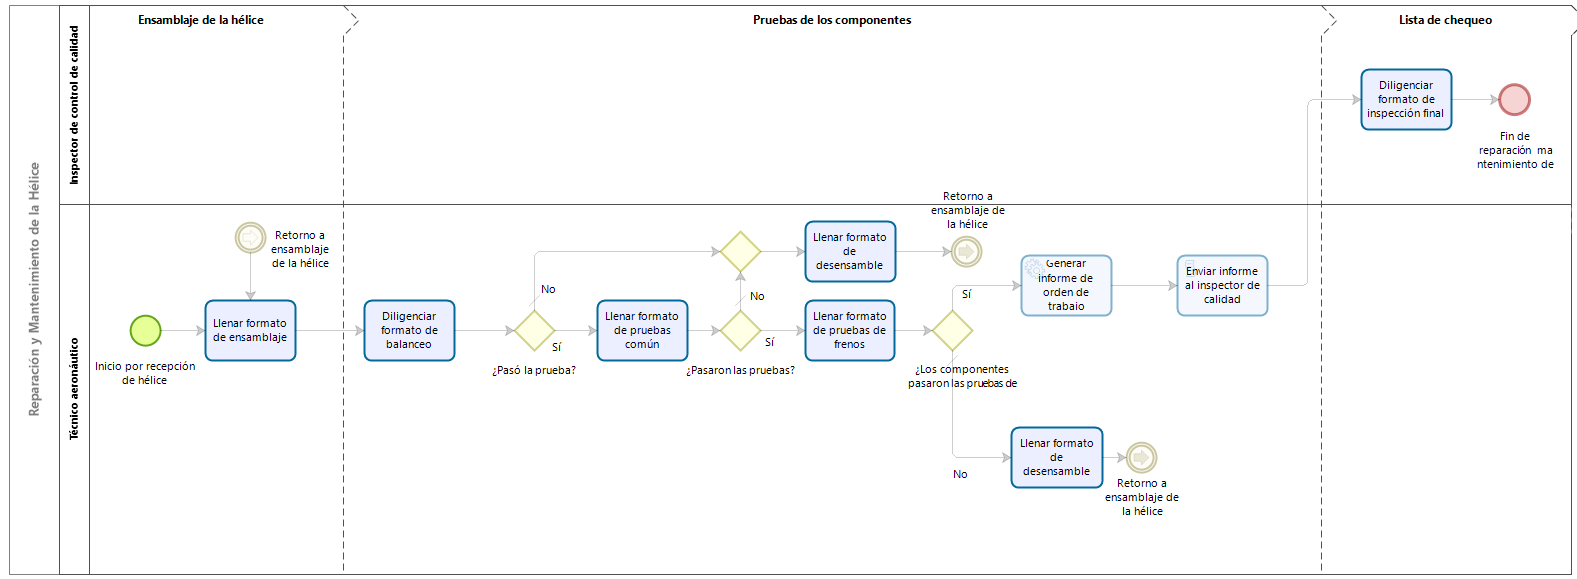 Ensamblaje de la hélice
Pruebas de los componentes
Lista de chequeo
Reparación y Mantenimiento de la Hélice
Inspector de control de calidad
Diligenciar
formato de
inspección final
Fin de
reparación ma
ntenimiento de
Técnico aeronáutico
Retorno a
ensamblaje
de la hélice
Inicio por recepción
de hélice
Llenar formato
de ensamblaje
Diligenciar
formato de
balanceo
¿Pasó la prueba?
No
Sí
Llenar formato
de pruebas
común
¿Pasaron las pruebas?
No
Sí
Llenar formato
de
desensamble
Retorno a
ensamblaje de
la hélice
Llenar formato
de pruebas de
frenos
¿Los componentes
pasaron las pruebas de
Sí
Generar
informe de
orden de
trabajo
Enviar informe
al inspector de
calidad
No
Llenar formato
de
desensamble
Retorno a
ensamblaje de
la hélice